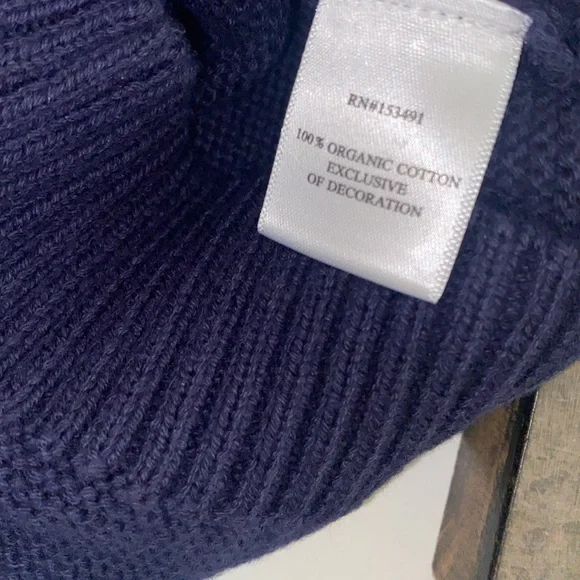 RN#153491
100% ORGANIC COTTON
EXCLUSIVE
OF DECORATION